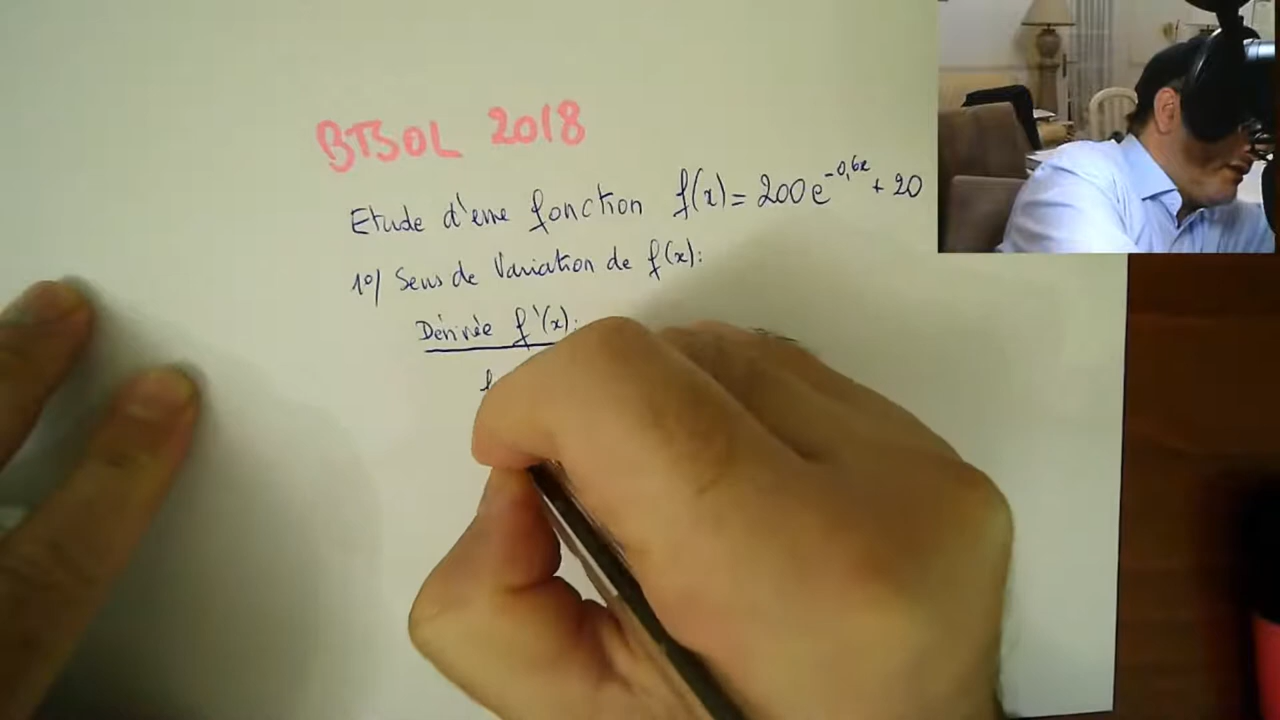 BTSOL 2018
Etude d'une fonction f(x) = 200e^-0,6x + 20
1°/ Sens de Variation de f(x):
Dérivée f'(x):